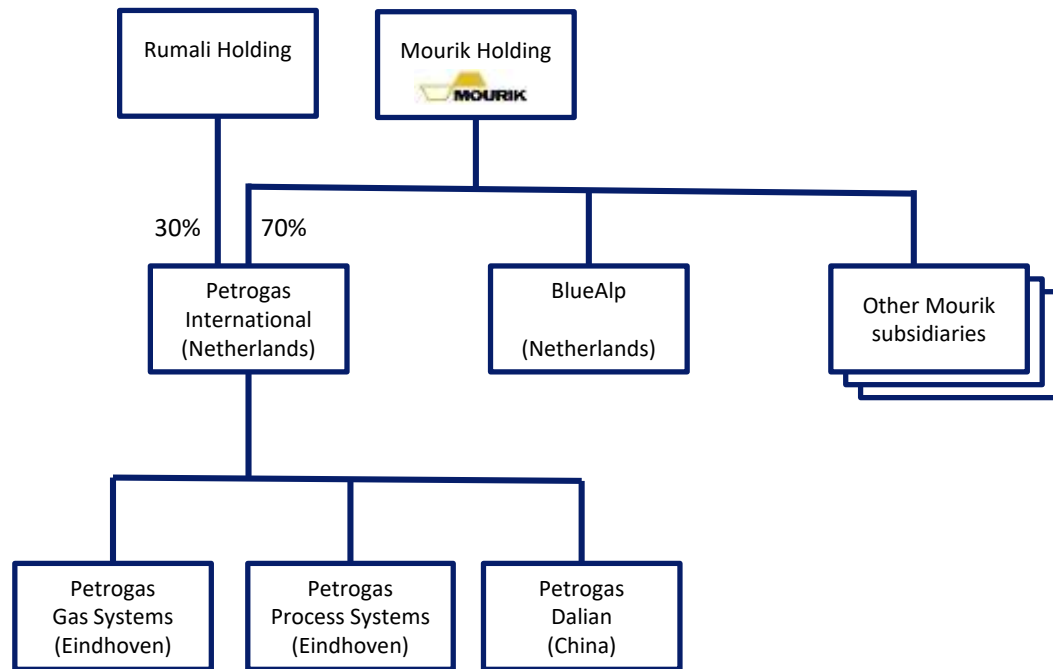 Rumali Holding
Mourik Holding
MOURIK
30%
70%
Petrogas
International
(Netherlands)
BlueAlp
(Netherlands)
Other Mourik
subsidiaries
Petrogas
Gas Systems
(Eindhoven)
Petrogas
Process Systems
(Eindhoven)
Petrogas
Dalian
(China)